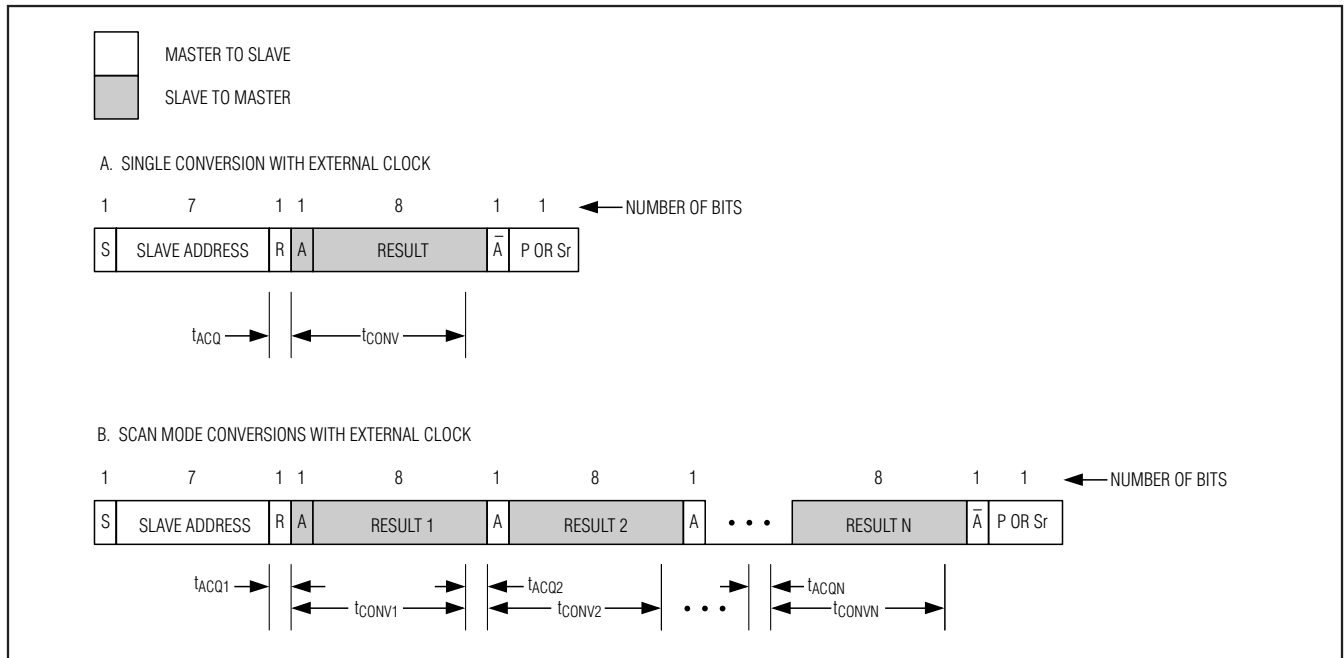 MASTER TO SLAVE
SLAVE TO MASTER
A. SINGLE CONVERSION WITH EXTERNAL CLOCK
1 7 1 1 8 1 1 NUMBER OF BITS
S SLAVE ADDRESS R A RESULT A̅ P OR Sr
tACQ tCONV
B. SCAN MODE CONVERSIONS WITH EXTERNAL CLOCK
1 7 1 1 8 1 8 1 8 1 1 NUMBER OF BITS
S SLAVE ADDRESS R A RESULT 1 A RESULT 2 A • • • RESULT N A̅ P OR Sr
tACQ1 tACQ2 tACQN
tCONV1 tCONV2 • • • tCONVN